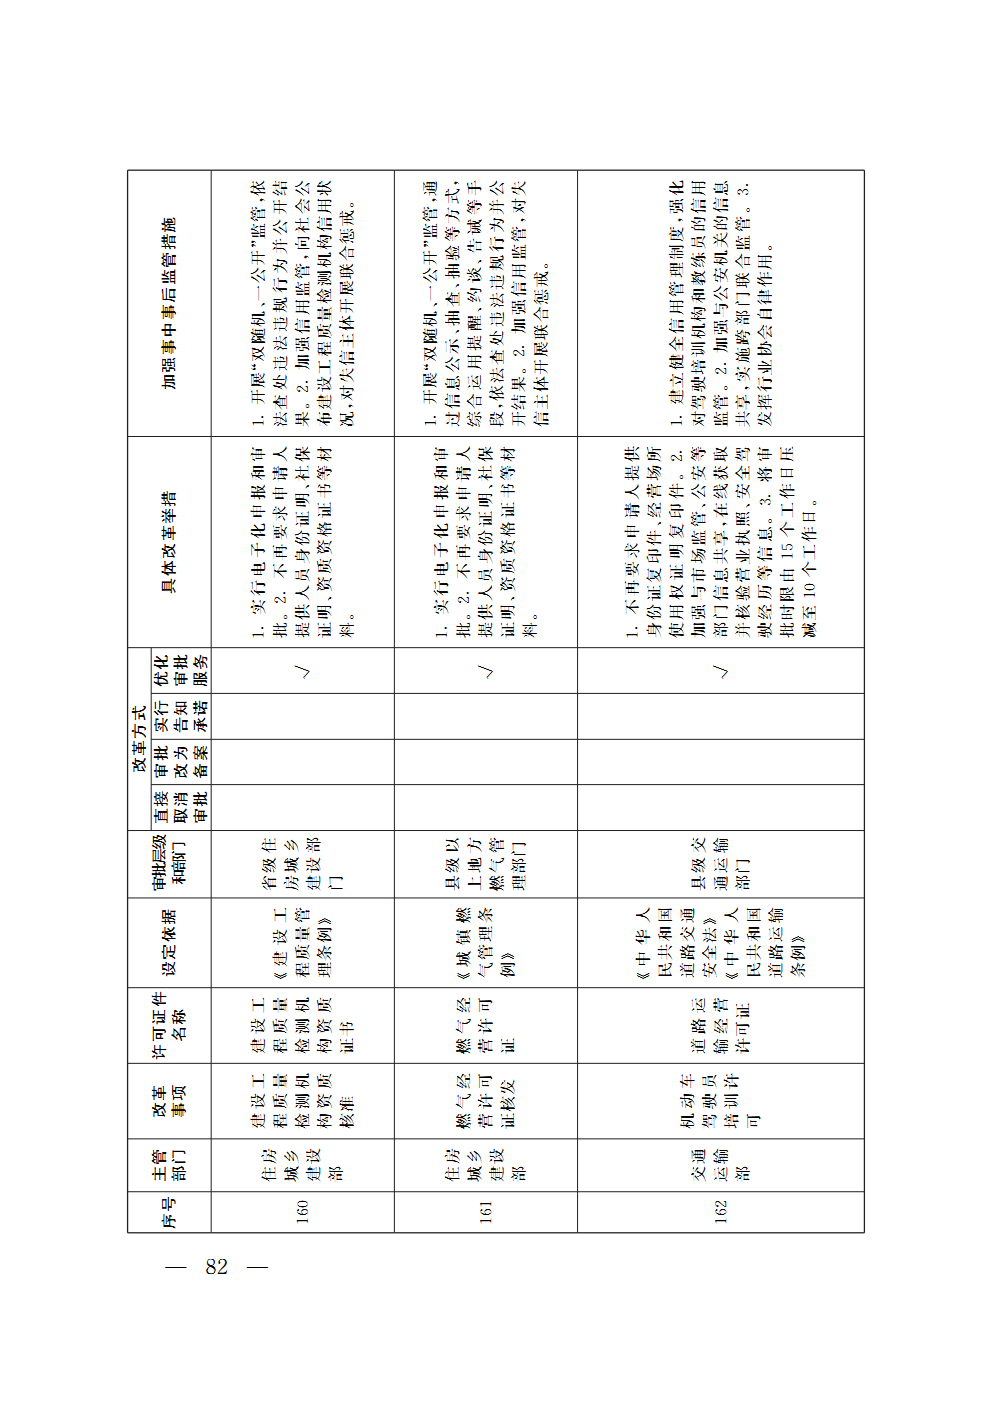 序号
主管
部门
改革
事项
许可证件
名称
设定依据
审批层级
和部门
改革方式
直接
取消
审批
审批
改为
备案
实行
告知
承诺
优化
审批
服务
具体改革举措
加强事中事后监管措施
160
住房
城乡
建设
部
建设工
程质量
检测机
构资质
核准
建设工
程质量
检测机
构资质
证书
《建设工
程质量管
理条例》
省级住
房城乡
建设部
门
√
1. 实行电子化申报和审
批。2. 不再要求申请人
提供人员身份证明、社保
证明、资质资格证书等材
料。
1. 开展“双随机、一公开”监管,依
法查处违法违规行为并公开结
果。2. 加强信用监管,向社会公
布建设工程质量检测机构信用状
况,对失信主体开展联合惩戒。
161
住房
城乡
建设
部
燃气经
营许可
证核发
燃气经
营许可
证
《城镇燃
气管理条
例》
县级以
上地方
燃气管
理部门
√
1. 实行电子化申报和审
批。2. 不再要求申请人
提供人员身份证明、社保
证明、资质资格证书等材
料。
1. 开展“双随机、一公开”监管,通
过信息公示、抽查、抽验等方式,
综合运用提醒、约谈、告诫等手
段,依法查处违法违规行为并公
开结果。2. 加强信用监管,对失
信主体开展联合惩戒。
162
交通
运输
部
机动车
驾驶员
培训许
可
道路运
输经营
许可证
《中华人
民共和国
道路交通
安全法》
《中华人
民共和国
道路运输
条例》
县级交
通运输
部门
√
1. 不再要求申请人提供
身份证复印件、经营场所
使用权证明复印件。2.
加强与市场监管、公安等
部门信息共享,在线获取
并核验营业执照、安全驾
驶经历等信息。3. 将审
批时限由 15 个工作日压
减至 10 个工作日。
1. 建立健全信用管理制度,强化
对驾驶培训机构和教练员的信用
监管。2. 加强与公安机关的信息
共享,实施跨部门联合监管。3.
发挥行业协会自律作用。
— 82 —